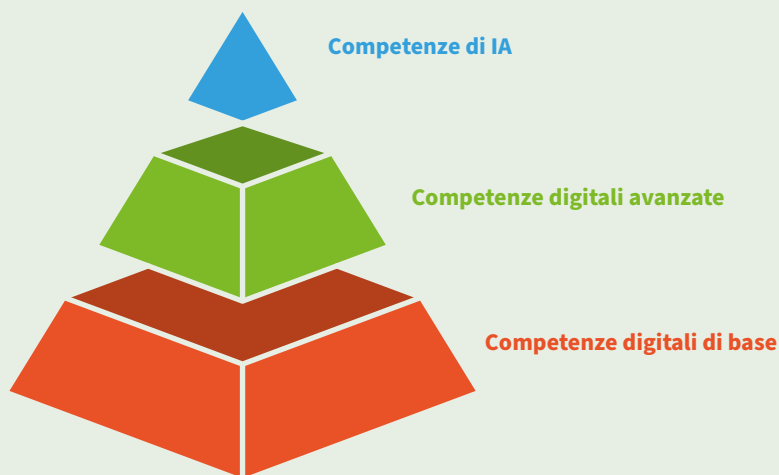 Competenze di IA
Competenze digitali avanzate
Competenze digitali di base